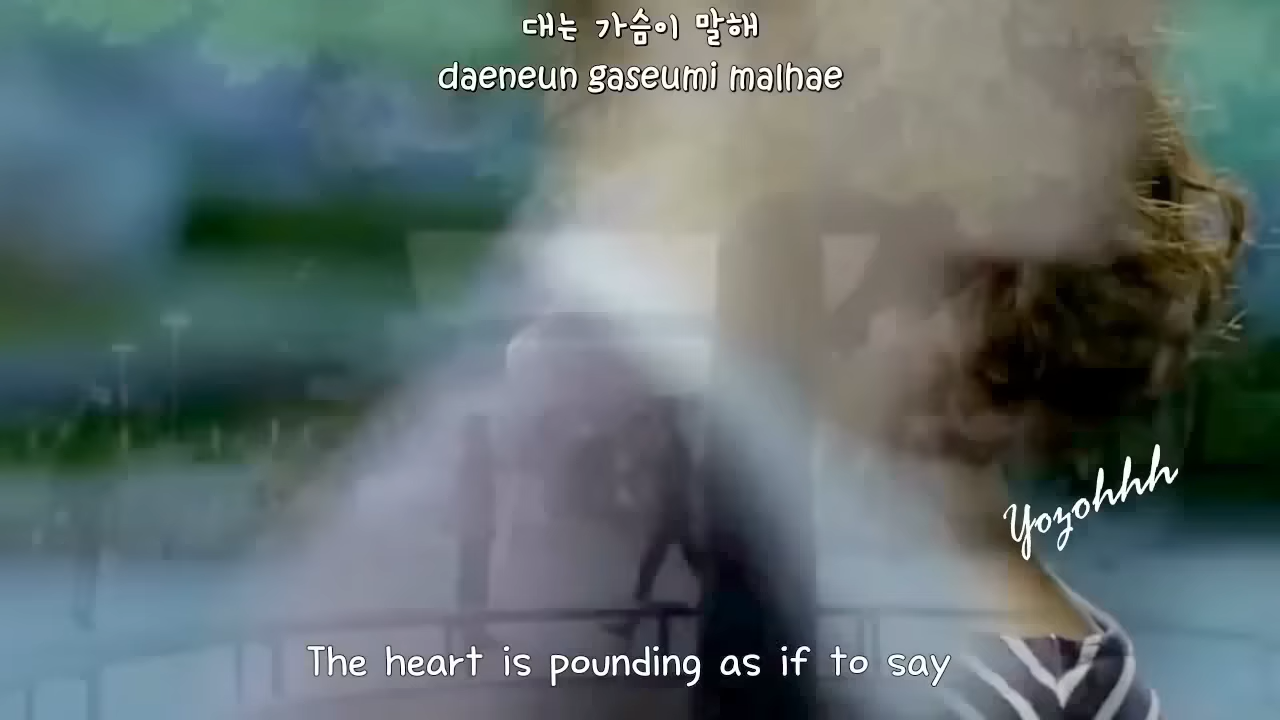 대는 가슴이 말해
daeneun gaseumi malhae
Yozohhh
The heart is pounding as if to say